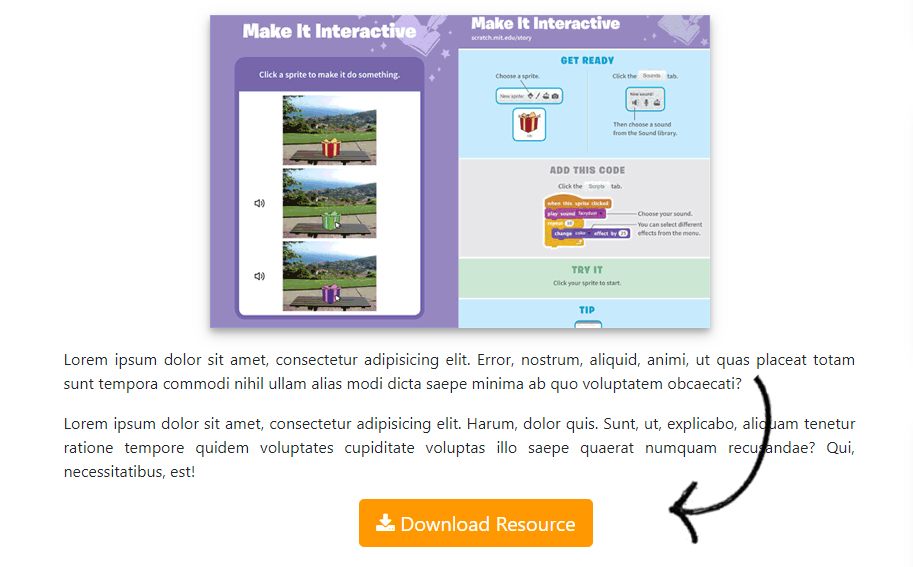 Make It Interactive
Click a sprite to make it do something.
Make It Interactive
scratch.mit.edu/story
GET READY
Choose a sprite.
New sprite:
Click the Sounds tab.
New sound:
Then choose a sound
from the Sound library.
ADD THIS CODE
Click the Scripts tab.
when this sprite clicked
play sound
repeat
change color effect by 25
Choose your sound.
You can select different
effects from the menu.
TRY IT
Click your sprite to start.
TIP
Lorem ipsum dolor sit amet, consectetur adipisicing elit. Error, nostrum, aliquid, animi, ut quas placeat totam
sunt tempora commodi nihil ullam alias modi dicta saepe minima ab quo voluptatem obcaecati?
Lorem ipsum dolor sit amet, consectetur adipisicing elit. Harum, dolor quis. Sunt, ut, explicabo, aliquam tenetur
ratione tempore quidem voluptates cupiditate voluptas illo saepe quaerat numquam recusandae? Qui,
necessitatibus, est!
Download Resource